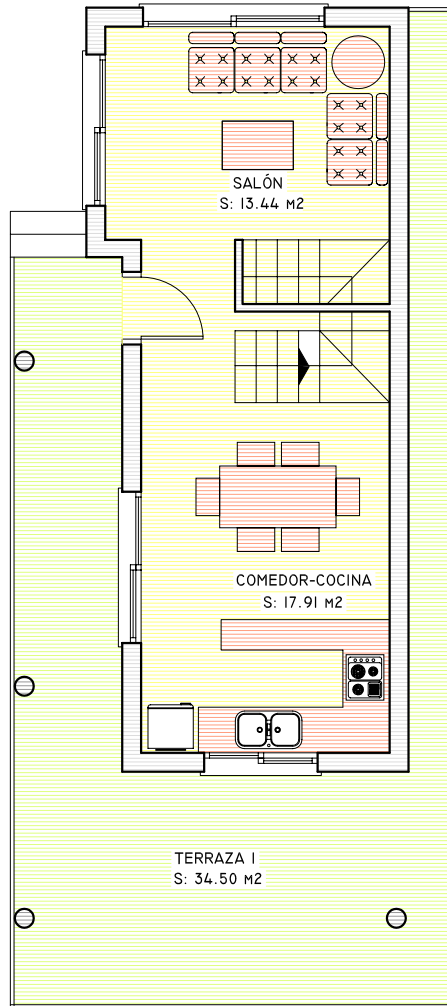 SALÓN
S: 13.44 M2
COMEDOR-COCINA
S: 17.91 M2
TERRAZA 1
S: 34.50 M2